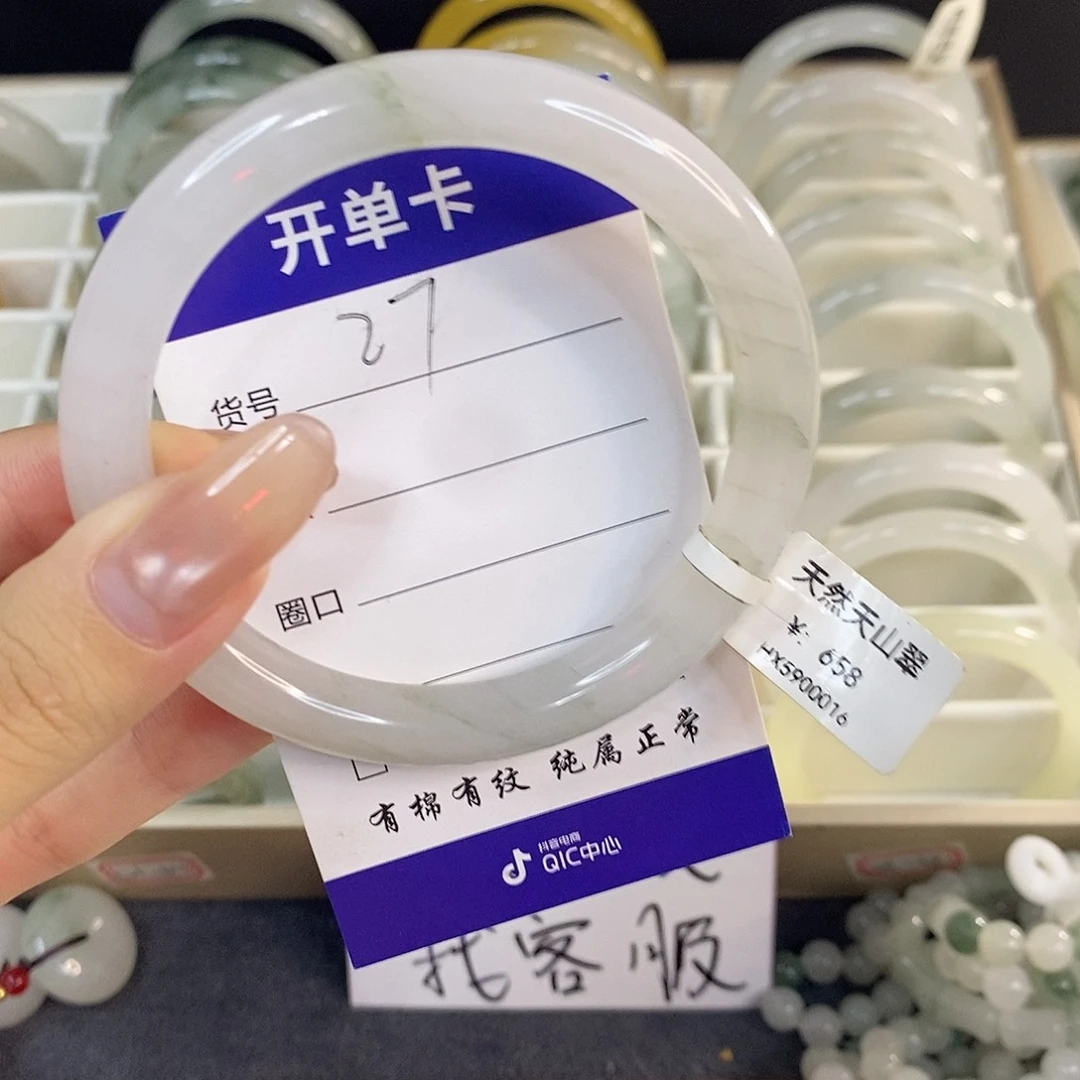 开单卡
27
货号
圈口
天然天山翠
658
HX5900016
有棉有纹 纯属正常
抖音电商
QIC中心
找客服